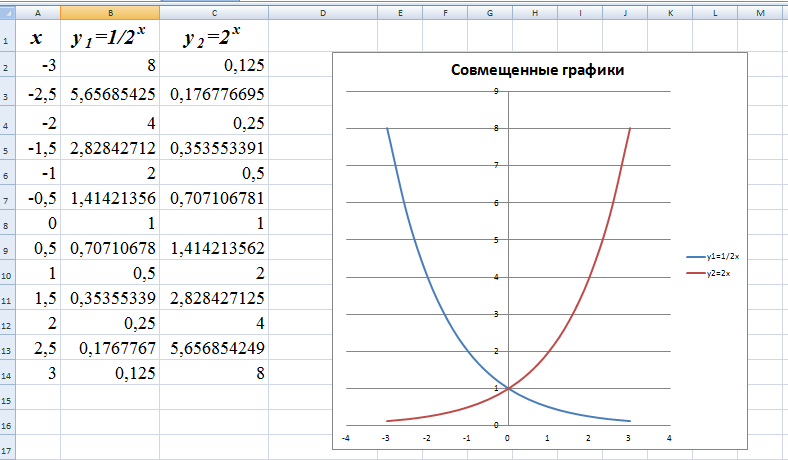 A B C D E F G H I J K L M
1 x y₁=1/2ˣ y₂=2ˣ
2 -3 8 0,125
3 -2,5 5,65685425 0,176776695
4 -2 4 0,25
5 -1,5 2,82842712 0,353553391
6 -1 2 0,5
7 -0,5 1,41421356 0,707106781
8 0 1 1
9 0,5 0,70710678 1,414213562
10 1 0,5 2
11 1,5 0,35355339 2,828427125
12 2 0,25 4
13 2,5 0,1767767 5,656854249
14 3 0,125 8
15
16
17
Совмещенные графики
9
8
7
6
5
4
3
2
1
0
-4 -3 -2 -1 0 1 2 3 4
y1=1/2x
y2=2x